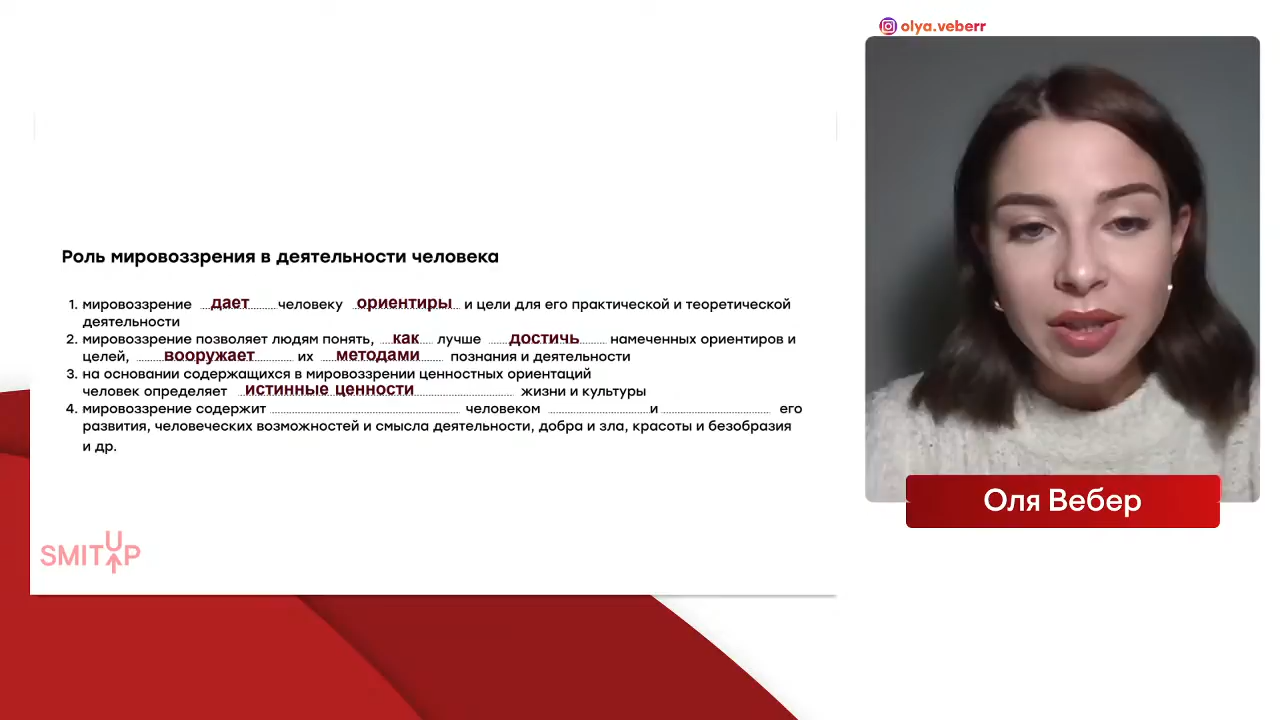 olya.veberr
Роль мировоззрения в деятельности человека
1. мировоззрение дает человеку ориентиры и цели для его практической и теоретической
деятельности
2. мировоззрение позволяет людям понять, как лучше достичь намеченных ориентиров и
целей, вооружает их методами познания и деятельности
3. на основании содержащихся в мировоззрении ценностных ориентаций
человек определяет истинные ценности жизни и культуры
4. мировоззрение содержит человеком и его
развития, человеческих возможностей и смысла деятельности, добра и зла, красоты и безобразия
и др.
SMITUP
Оля Вебер